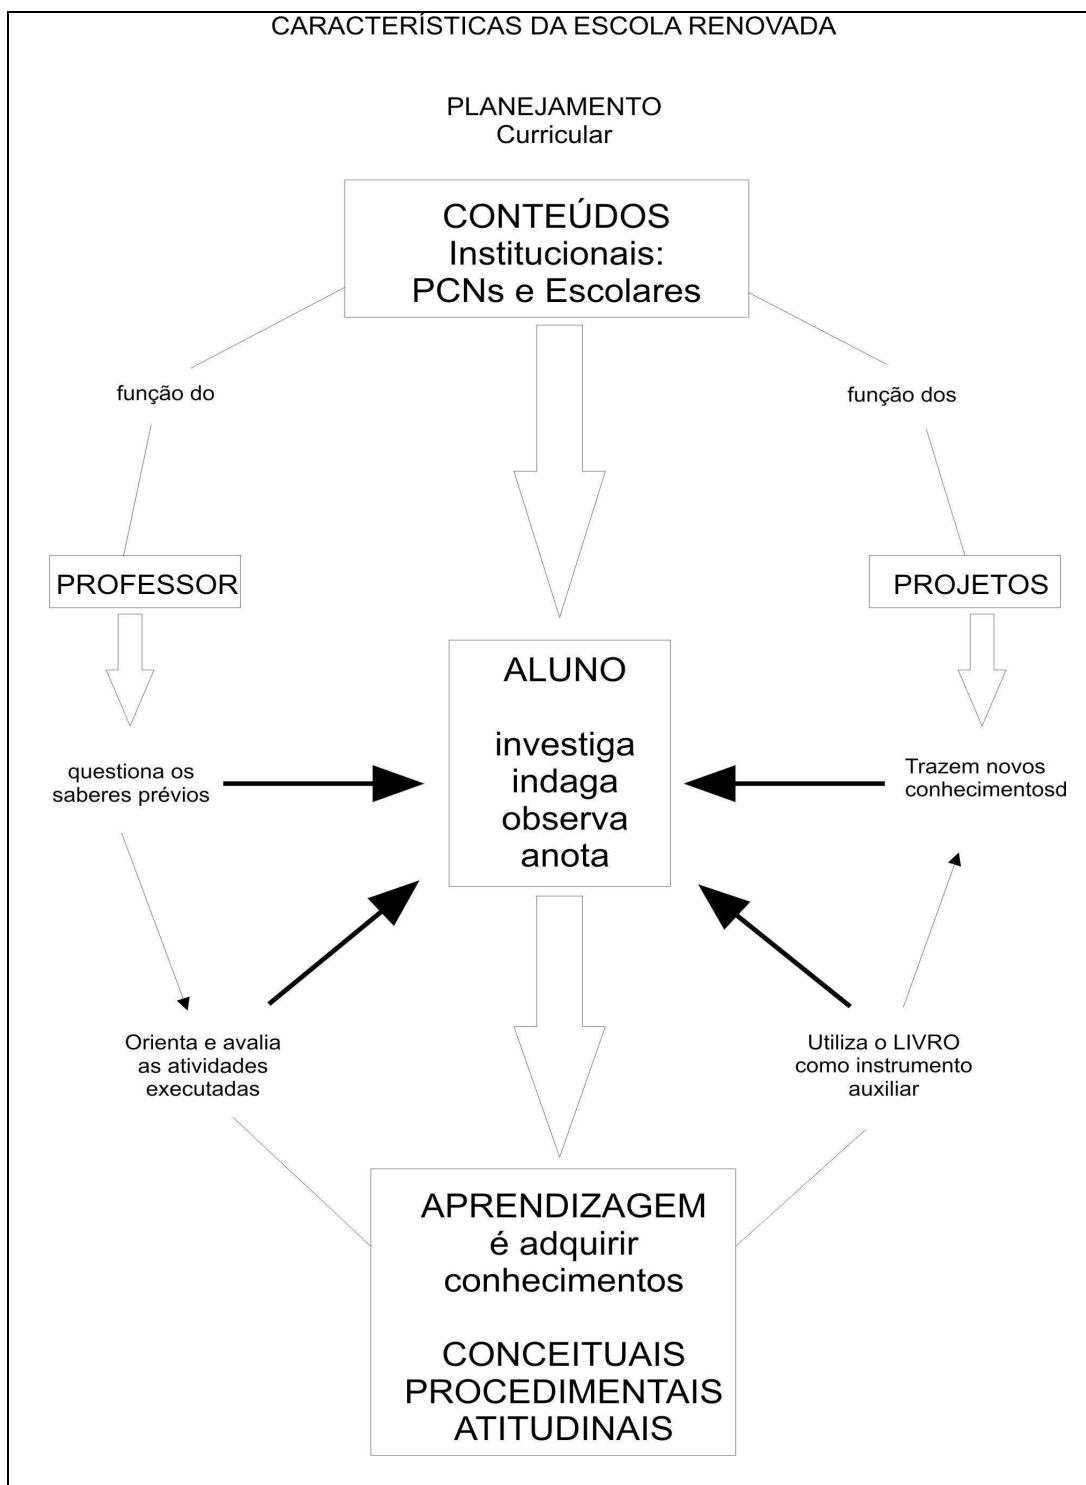 CARACTERÍSTICAS DA ESCOLA RENOVADA
PLANEJAMENTO
Curricular
CONTEÚDOS
Institucionais:
PCNs e Escolares
função do
função dos
PROFESSOR
PROJETOS
ALUNO
investiga
indaga
observa
anota
questiona os
saberes prévios
Trazem novos
conhecimentosd
Orienta e avalia
as atividades
executadas
Utiliza o LIVRO
como instrumento
auxiliar
APRENDIZAGEM
é adquirir
conhecimentos
CONCEITUAIS
PROCEDIMENTAIS
ATITUDINAIS